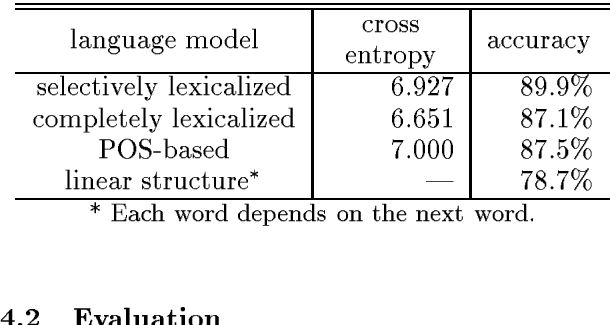 language model cross entropy accuracy
selectively lexicalized 6.927 89.9%
completely lexicalized 6.651 87.1%
POS-based 7.000 87.5%
linear structure* — 78.7%
* Each word depends on the next word.
4.2 Evaluation